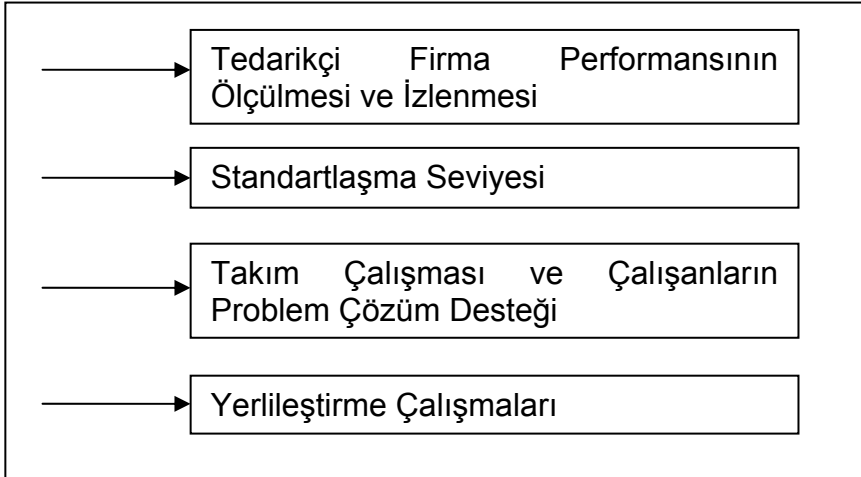 Tedarikçi Firma Performansının
Ölçülmesi ve İzlenmesi
Standartlaşma Seviyesi
Takım Çalışması ve Çalışanların
Problem Çözüm Desteği
Yerlileştirme Çalışmaları